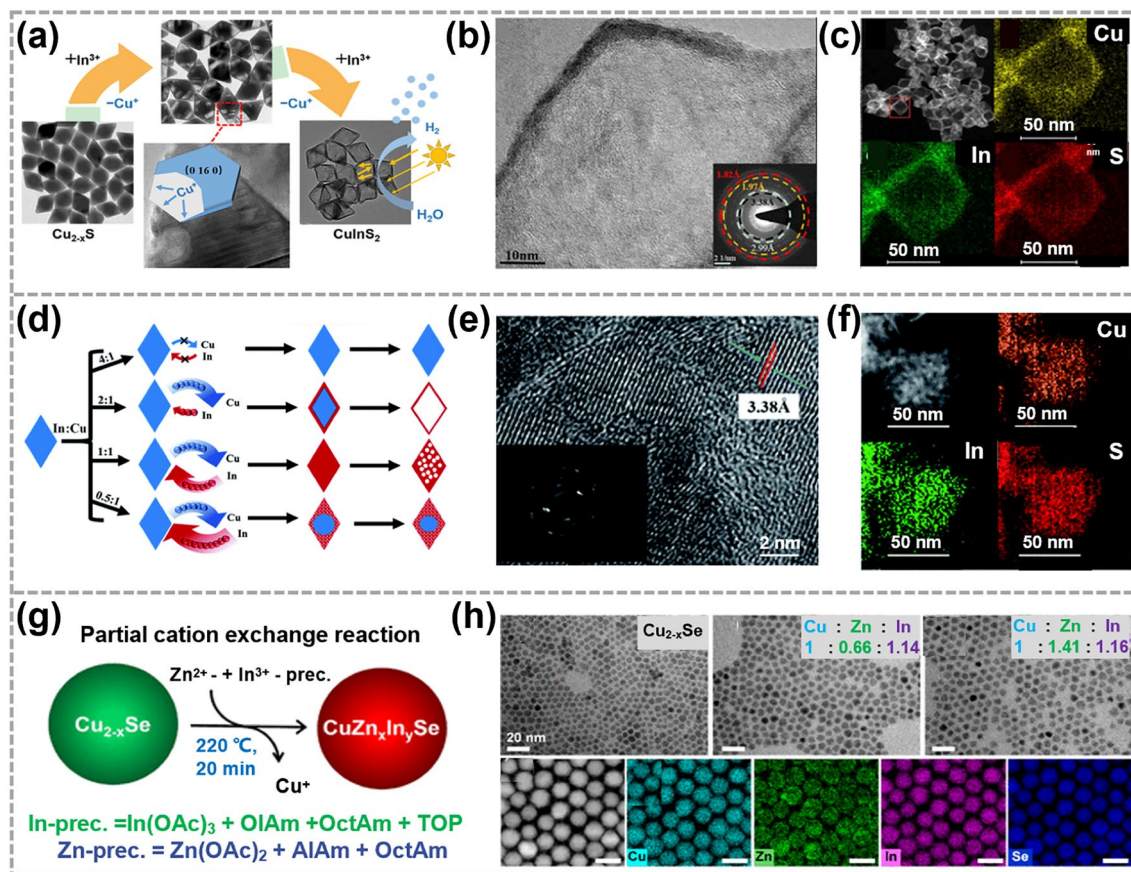 (a)
+In³⁺
−Cu⁺
+In³⁺
−Cu⁺
(0 16 0)
Cu⁺
H₂
H₂O
Cu₂₋ₓS
CuInS₂
(b)
10nm
1.82Å
1.97Å
3.38Å
2.99Å
2 1/nm
(c)
Cu
50 nm
In
50 nm
S
50 nm
(d)
In:Cu
4:1
Cu
In
2:1
Cu
In
1:1
Cu
In
0.5:1
Cu
In
(e)
3.38Å
2 nm
(f)
50 nm
Cu
50 nm
In
50 nm
S
50 nm
(g)
Partial cation exchange reaction
Zn²⁺ - + In³⁺ - prec.
Cu₂₋ₓSe
CuZnₓInᵧSe
220 ℃,
20 min
Cu⁺
In-prec. =In(OAc)₃ + OlAm +OctAm + TOP
Zn-prec. = Zn(OAc)₂ + AlAm + OctAm
(h)
Cu₂₋ₓSe
20 nm
Cu : Zn : In
1 : 0.66 : 1.14
Cu : Zn : In
1 : 1.41 : 1.16
Cu
Zn
In
Se